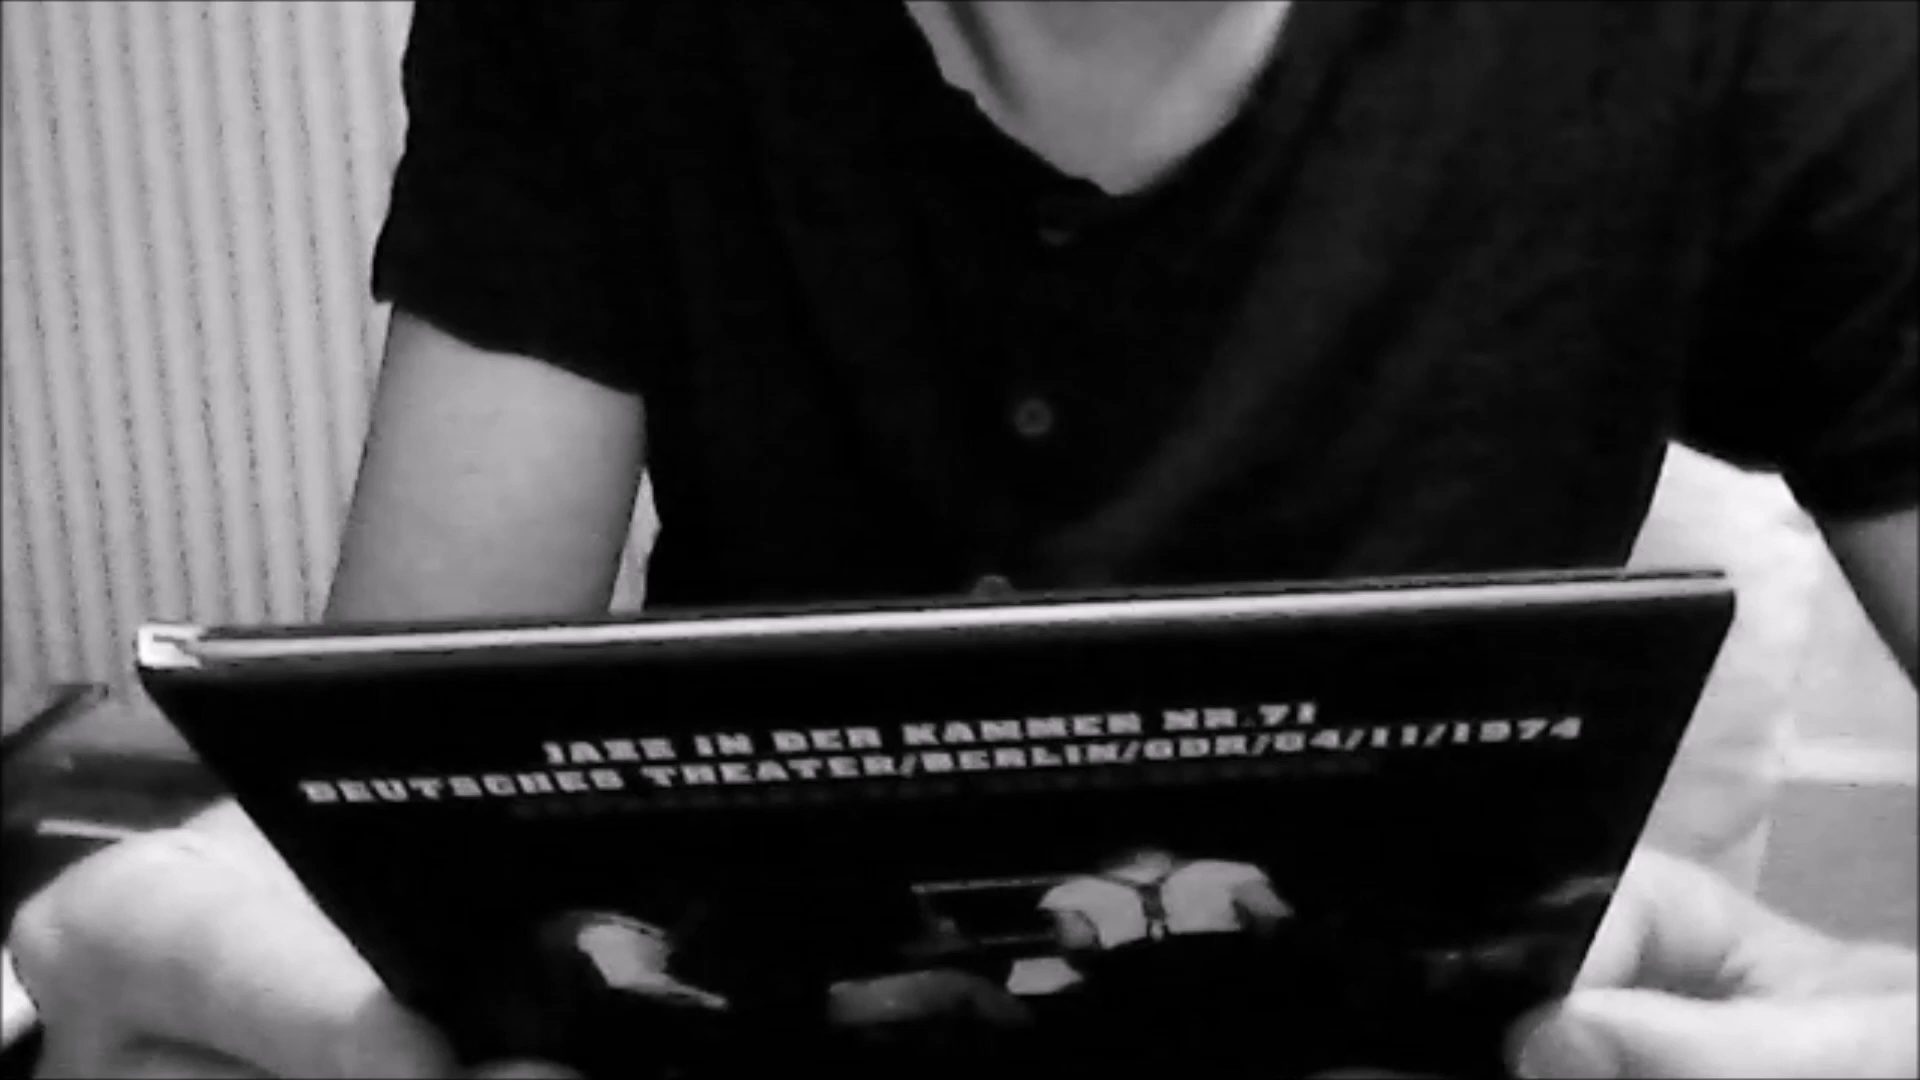 JAZZ IN DER KAMMER NR.71
DEUTSCHES THEATER/BERLIN/GDR/04/11/1974